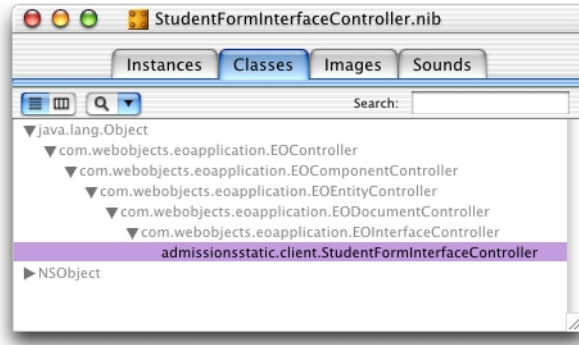 StudentFormInterfaceController.nib
Instances Classes Images Sounds
Search:
java.lang.Object
com.webobjects.eoapplication.EOController
com.webobjects.eoapplication.EOComponentController
com.webobjects.eoapplication.EOEntityController
com.webobjects.eoapplication.EODocumentController
com.webobjects.eoapplication.EOInterfaceController
admissionsstatic.client.StudentFormInterfaceController
NSObject